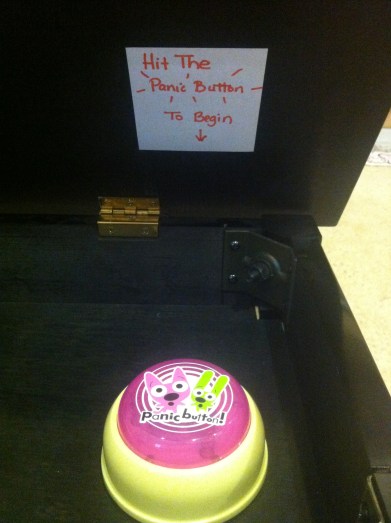 Hit The
Panic Button
To Begin
Panic button!